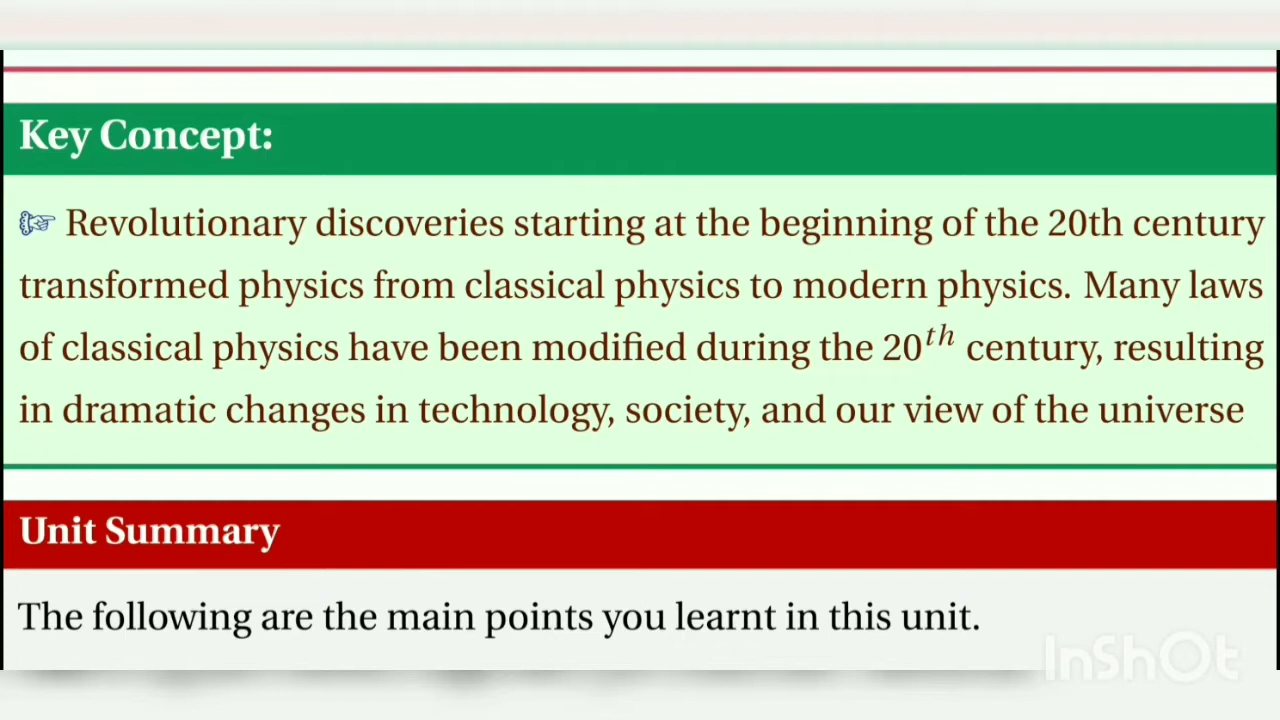 Key Concept:
Revolutionary discoveries starting at the beginning of the 20th century
transformed physics from classical physics to modern physics. Many laws
of classical physics have been modified during the 20th century, resulting
in dramatic changes in technology, society, and our view of the universe
Unit Summary
The following are the main points you learnt in this unit.
InShOt